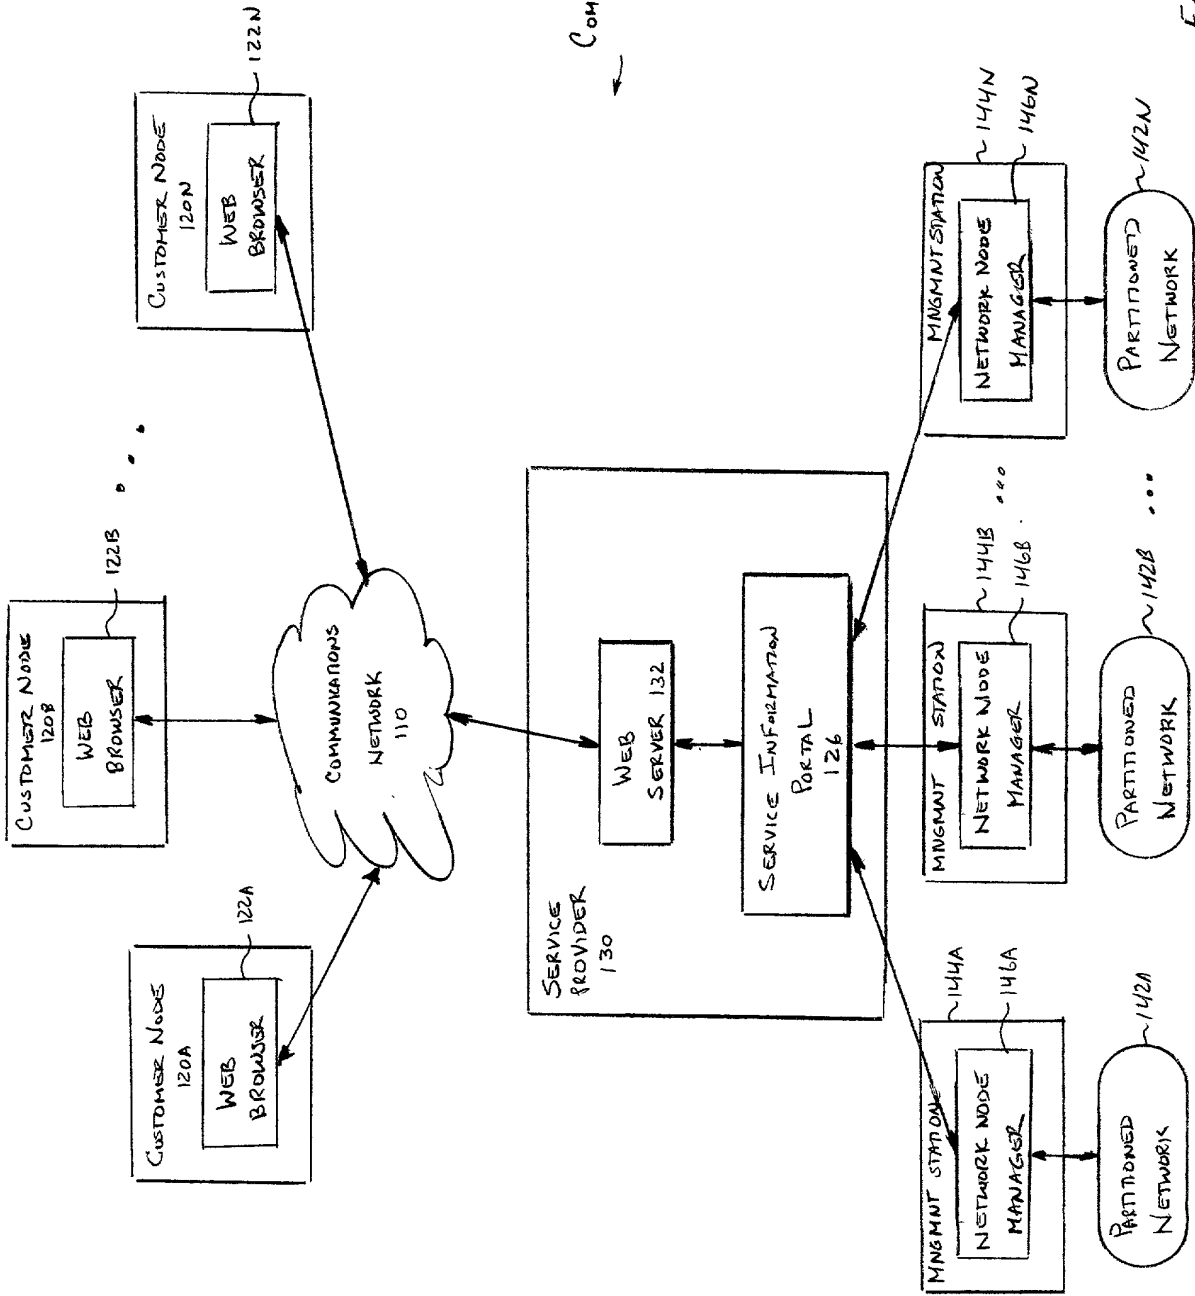 CUSTOMER NODE
120A
WEB
BROWSER
122A
CUSTOMER NODE
120B
WEB
BROWSER
122B
CUSTOMER NODE
120N
WEB
BROWSER
122N
COMMUNICATIONS
NETWORK
110
COM
SERVICE
PROVIDER
130
WEB
SERVER 132
SERVICE INFORMATION
PORTAL
126
MNGMNT STATION
144A
NETWORK NODE
MANAGER
146A
PARTITIONED
NETWORK
142A
MNGMNT STATION
144B
NETWORK NODE
MANAGER
146B
PARTITIONED
NETWORK
142B
MNGMNT STATION
144N
NETWORK NODE
MANAGER
146N
PARTITIONED
NETWORK
142N